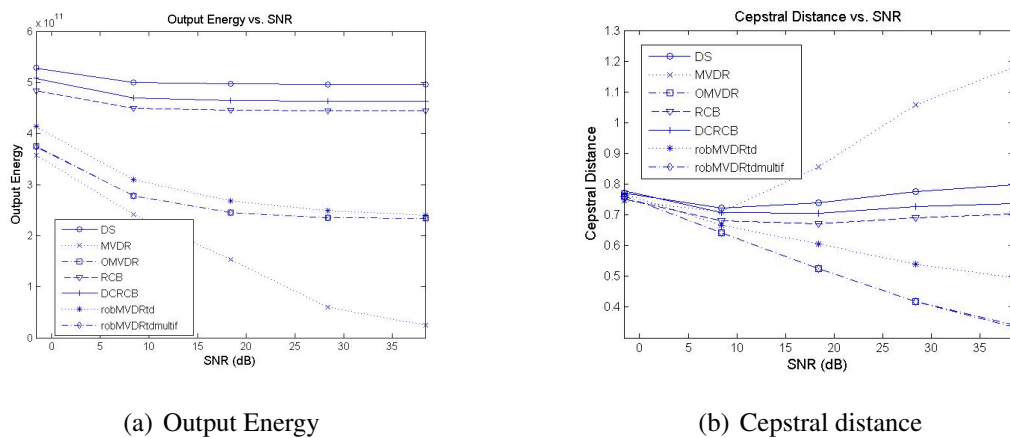 Output Energy vs. SNR
x 10^11
6
5
4
3
2
1
0
Output Energy
DS
MVDR
OMVDR
RCB
DCRCB
robMVDRtd
robMVDRtdmultif
0 5 10 15 20 25 30 35
SNR (dB)
(a) Output Energy
Cepstral Distance vs. SNR
1.3
1.2
1.1
1
0.9
0.8
0.7
0.6
0.5
0.4
Cepstral Distance
DS
MVDR
OMVDR
RCB
DCRCB
robMVDRtd
robMVDRtdmultif
0 5 10 15 20 25 30 35
SNR (dB)
(b) Cepstral distance